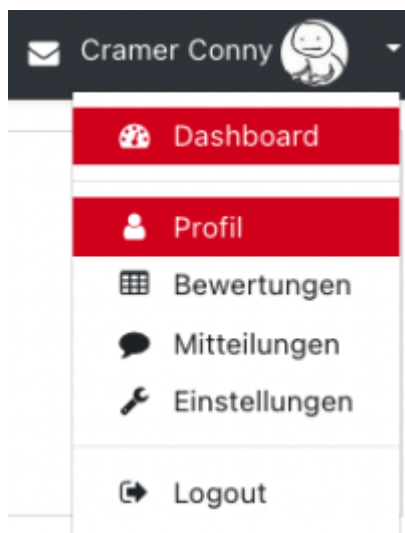 Cramer Conny
Dashboard
Profil
Bewertungen
Mitteilungen
Einstellungen
Logout